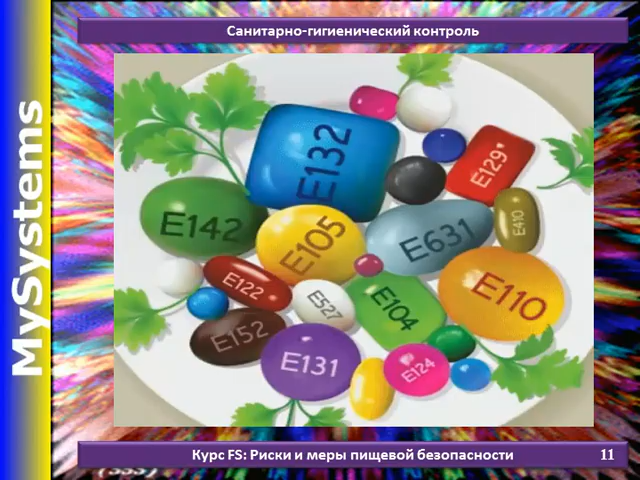 Санитарно-гигиенический контроль
MySystems
E132
E129
E142
E105
E631
E410
E122
E527
E104
E110
E152
E131
E124
Курс FS: Риски и меры пищевой безопасности
11